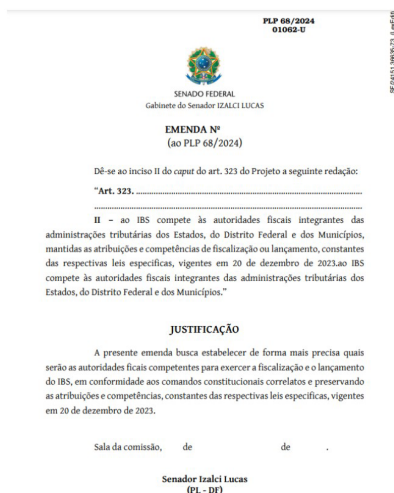 PLP 68/2024
01062-U
SENADO FEDERAL
Gabinete do Senador IZALCI LUCAS
EMENDA Nº
(ao PLP 68/2024)
Dê-se ao inciso II do caput do art. 323 do Projeto a seguinte redação:
“Art. 323. ..........................................................................................
..........................................................................................................
II – ao IBS compete às autoridades fiscais integrantes das
administrações tributárias dos Estados, do Distrito Federal e dos Municípios,
mantidas as atribuições e competências de fiscalização ou lançamento, constantes
das respectivas leis especificas, vigentes em 20 de dezembro de 2023.ao IBS
compete às autoridades fiscais integrantes das administrações tributárias dos
Estados, do Distrito Federal e dos Municípios.”
JUSTIFICAÇÃO
A presente emenda busca estabelecer de forma mais precisa quais
serão as autoridades ficais competentes para exercer a fiscalização e o lançamento
do IBS, em conformidade aos comandos constitucionais correlatos e preservando
as atribuições e competências, constantes das respectivas leis especificas, vigentes
em 20 de dezembro de 2023.
Sala da comissão, de de .
Senador Izalci Lucas
(PL - DF)